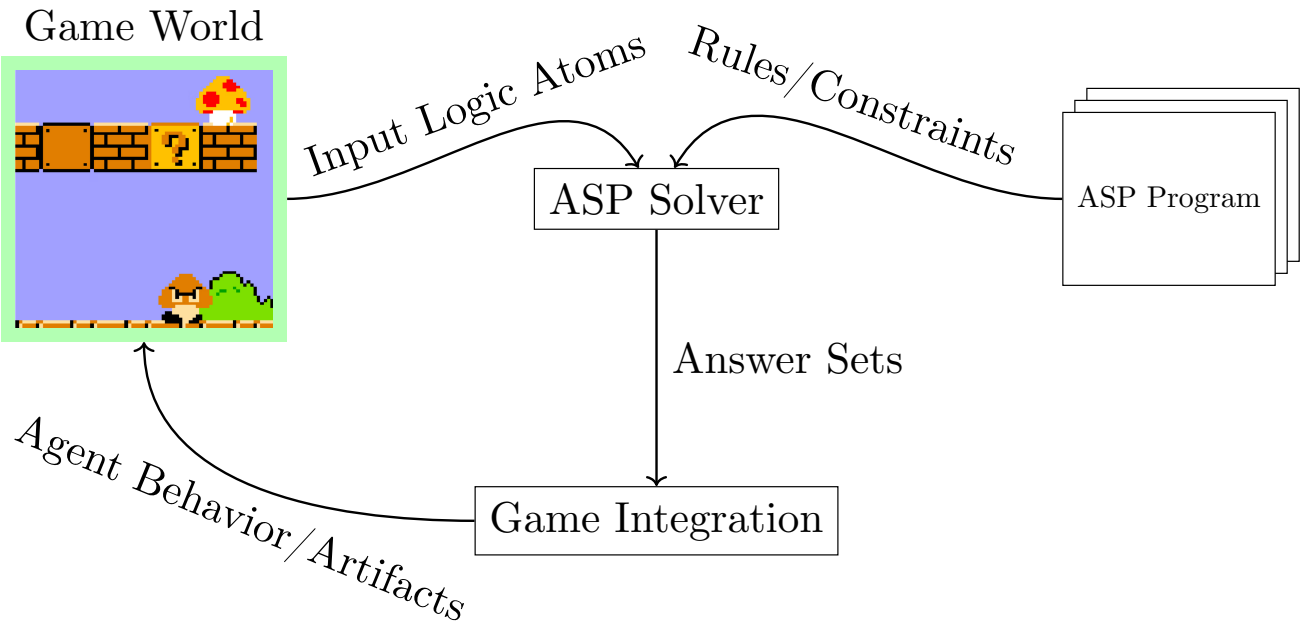 Game World
Input Logic Atoms
Rules/Constraints
?
ASP Solver
ASP Program
Answer Sets
Agent Behavior/Artifacts
Game Integration